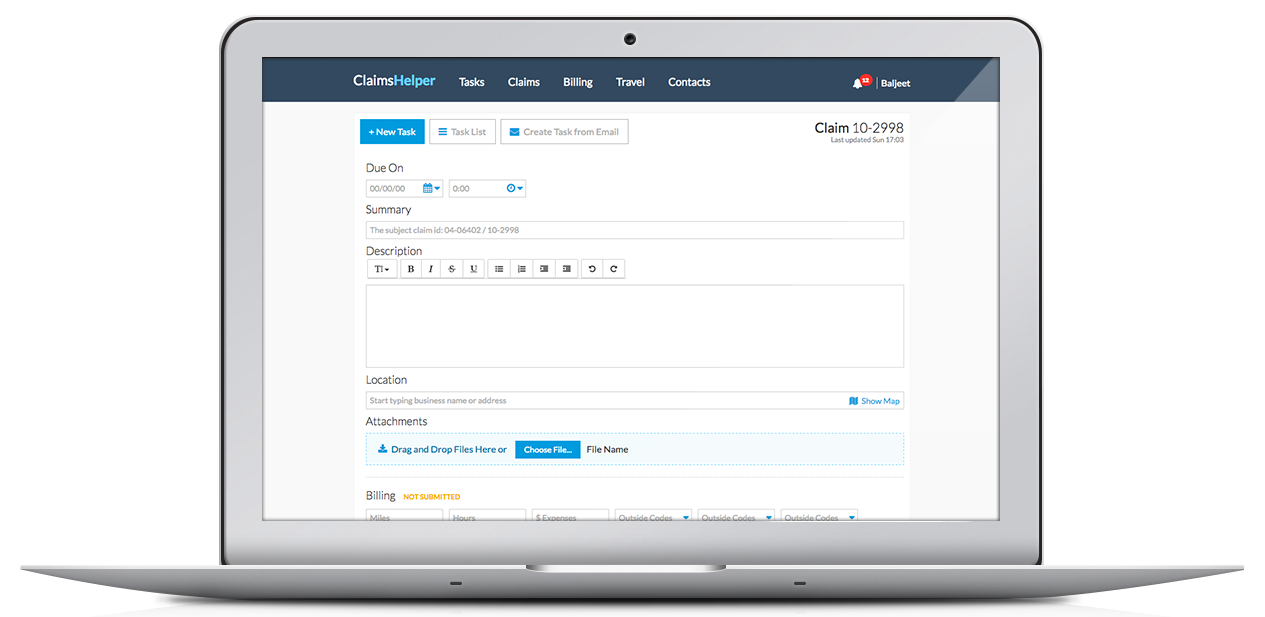 ClaimsHelper Tasks Claims Billing Travel Contacts 12 Baljeet
+ New Task Task List Create Task from Email Claim 10-2998
Last updated Sun 17:03
Due On
00/00/00 0:00
Summary
The subject claim id: 04-06402 / 10-2998
Description
TI B I S U
Location
Start typing business name or address Show Map
Attachments
Drag and Drop Files Here or Choose File... File Name
Billing NOT SUBMITTED
Miles Hours $ Expenses Outside Codes Outside Codes Outside Codes